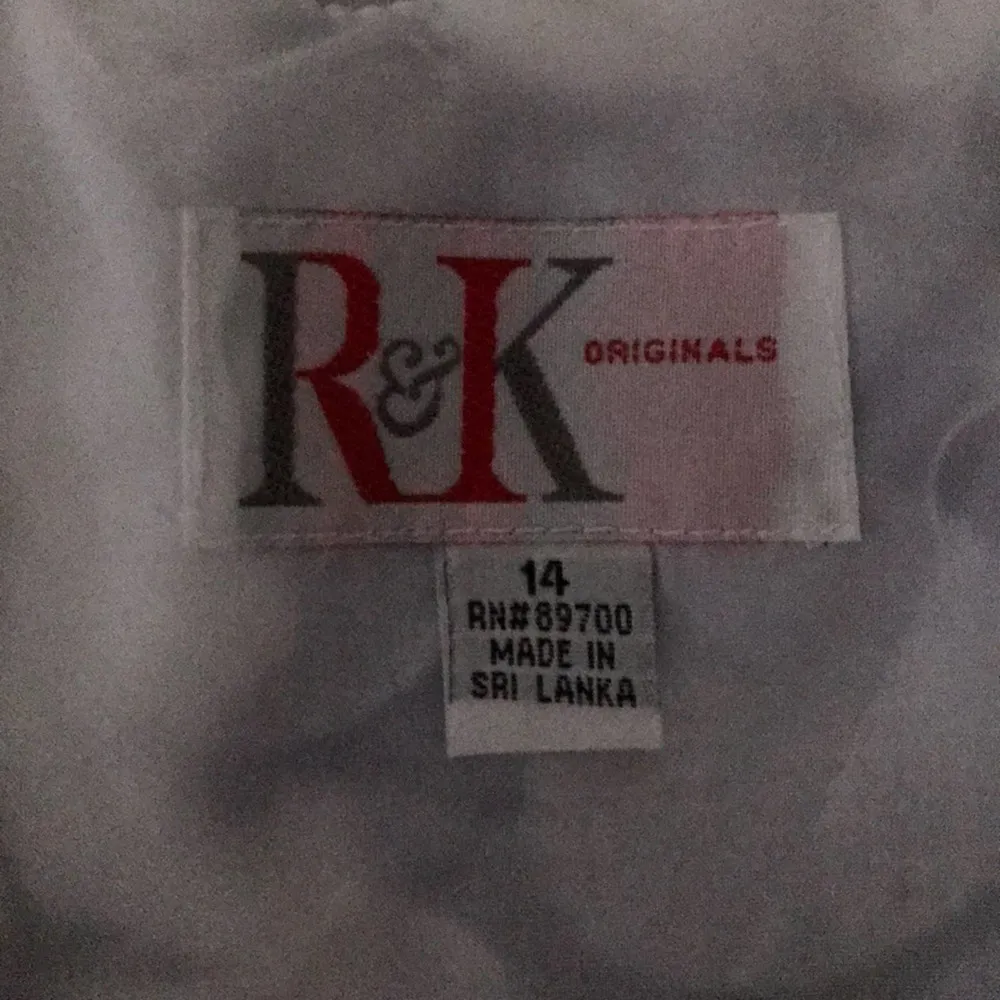 R&K ORIGINALS
14
RN#89700
MADE IN
SRI LANKA